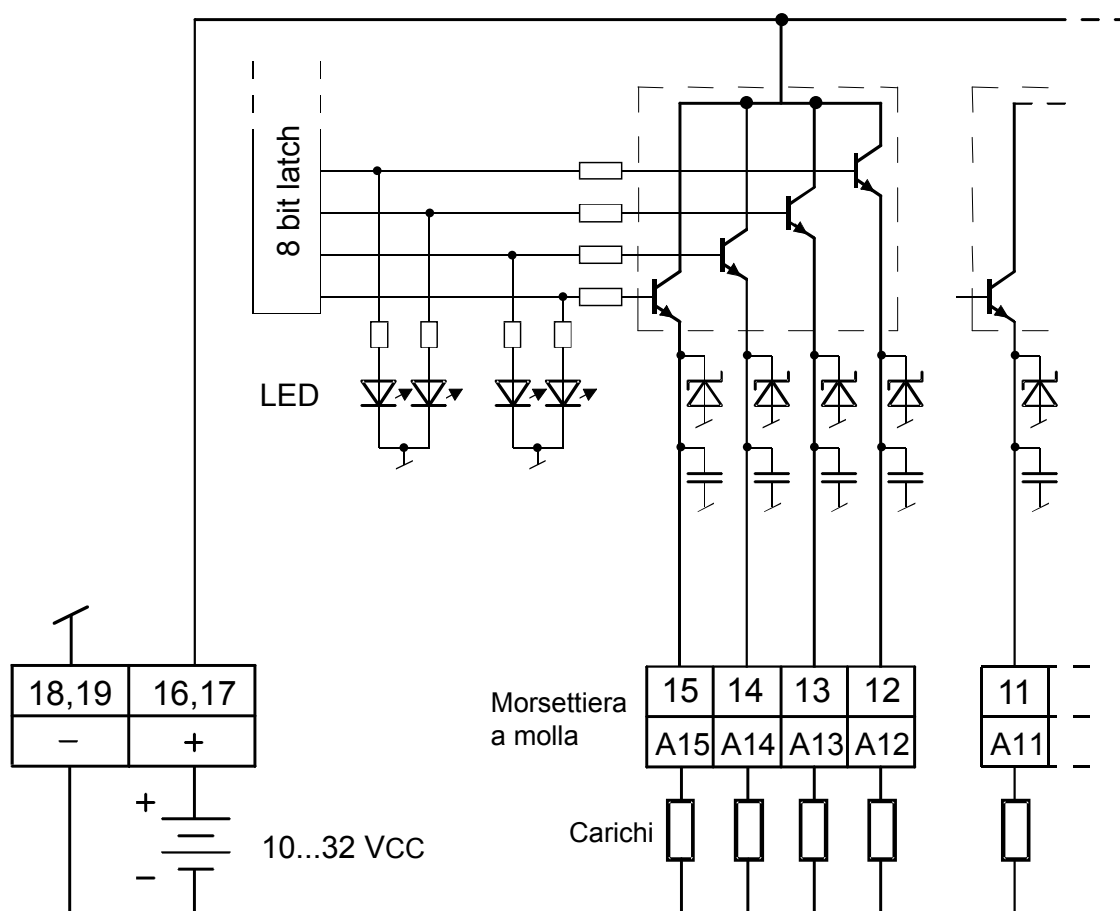 8 bit latch
LED
18,19 16,17
– +
+
–
10...32 VCC
Morsettiera
a molla
15 14 13 12 11
A15 A14 A13 A12 A11
Carichi